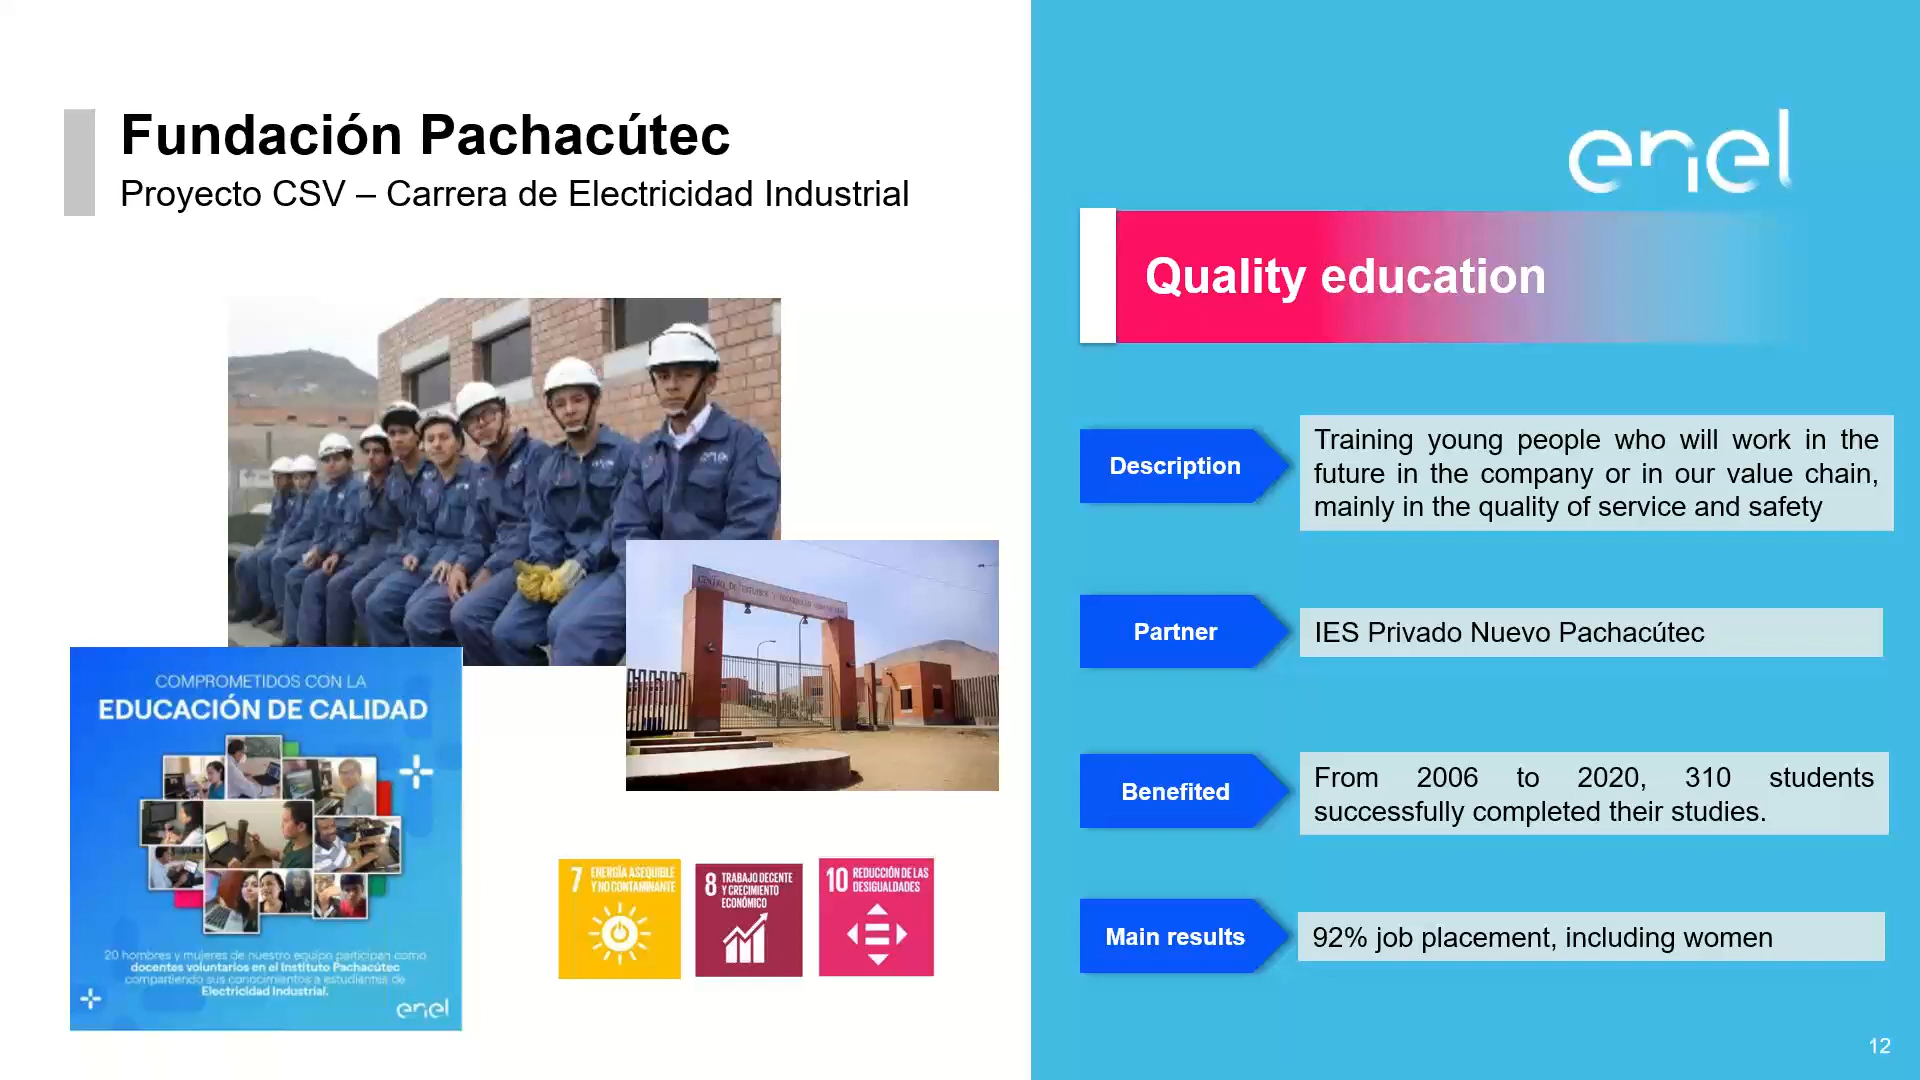 Fundación Pachacútec
Proyecto CSV – Carrera de Electricidad Industrial
COMPROMETIDOS CON LA
EDUCACIÓN DE CALIDAD
20 hombres y mujeres de nuestro equipo participan como
docentes voluntarios en el Instituto Pachacútec
compartiendo sus conocimientos a estudiantes de
Electricidad Industrial.
enel
CENTRO DE ESTUDIOS Y DESARROLLO
7 ENERGÍA ASEQUIBLE
Y NO CONTAMINANTE
8 TRABAJO DECENTE
Y CRECIMIENTO
ECONÓMICO
10 REDUCCIÓN DE LAS
DESIGUALDADES
enel
Quality education
Description
Training young people who will work in the
future in the company or in our value chain,
mainly in the quality of service and safety
Partner
IES Privado Nuevo Pachacútec
Benefited
From 2006 to 2020, 310 students
successfully completed their studies.
Main results
92% job placement, including women
12